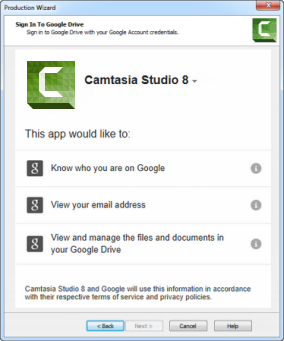 Production Wizard
Sign In To Google Drive
Sign in to Google Drive with your Google Account credentials.
Camtasia Studio 8
This app would like to:
Know who you are on Google
View your email address
View and manage the files and documents in
your Google Drive
Camtasia Studio 8 and Google will use this information in accordance
with their respective terms of service and privacy policies.
< Back Next > Cancel Help